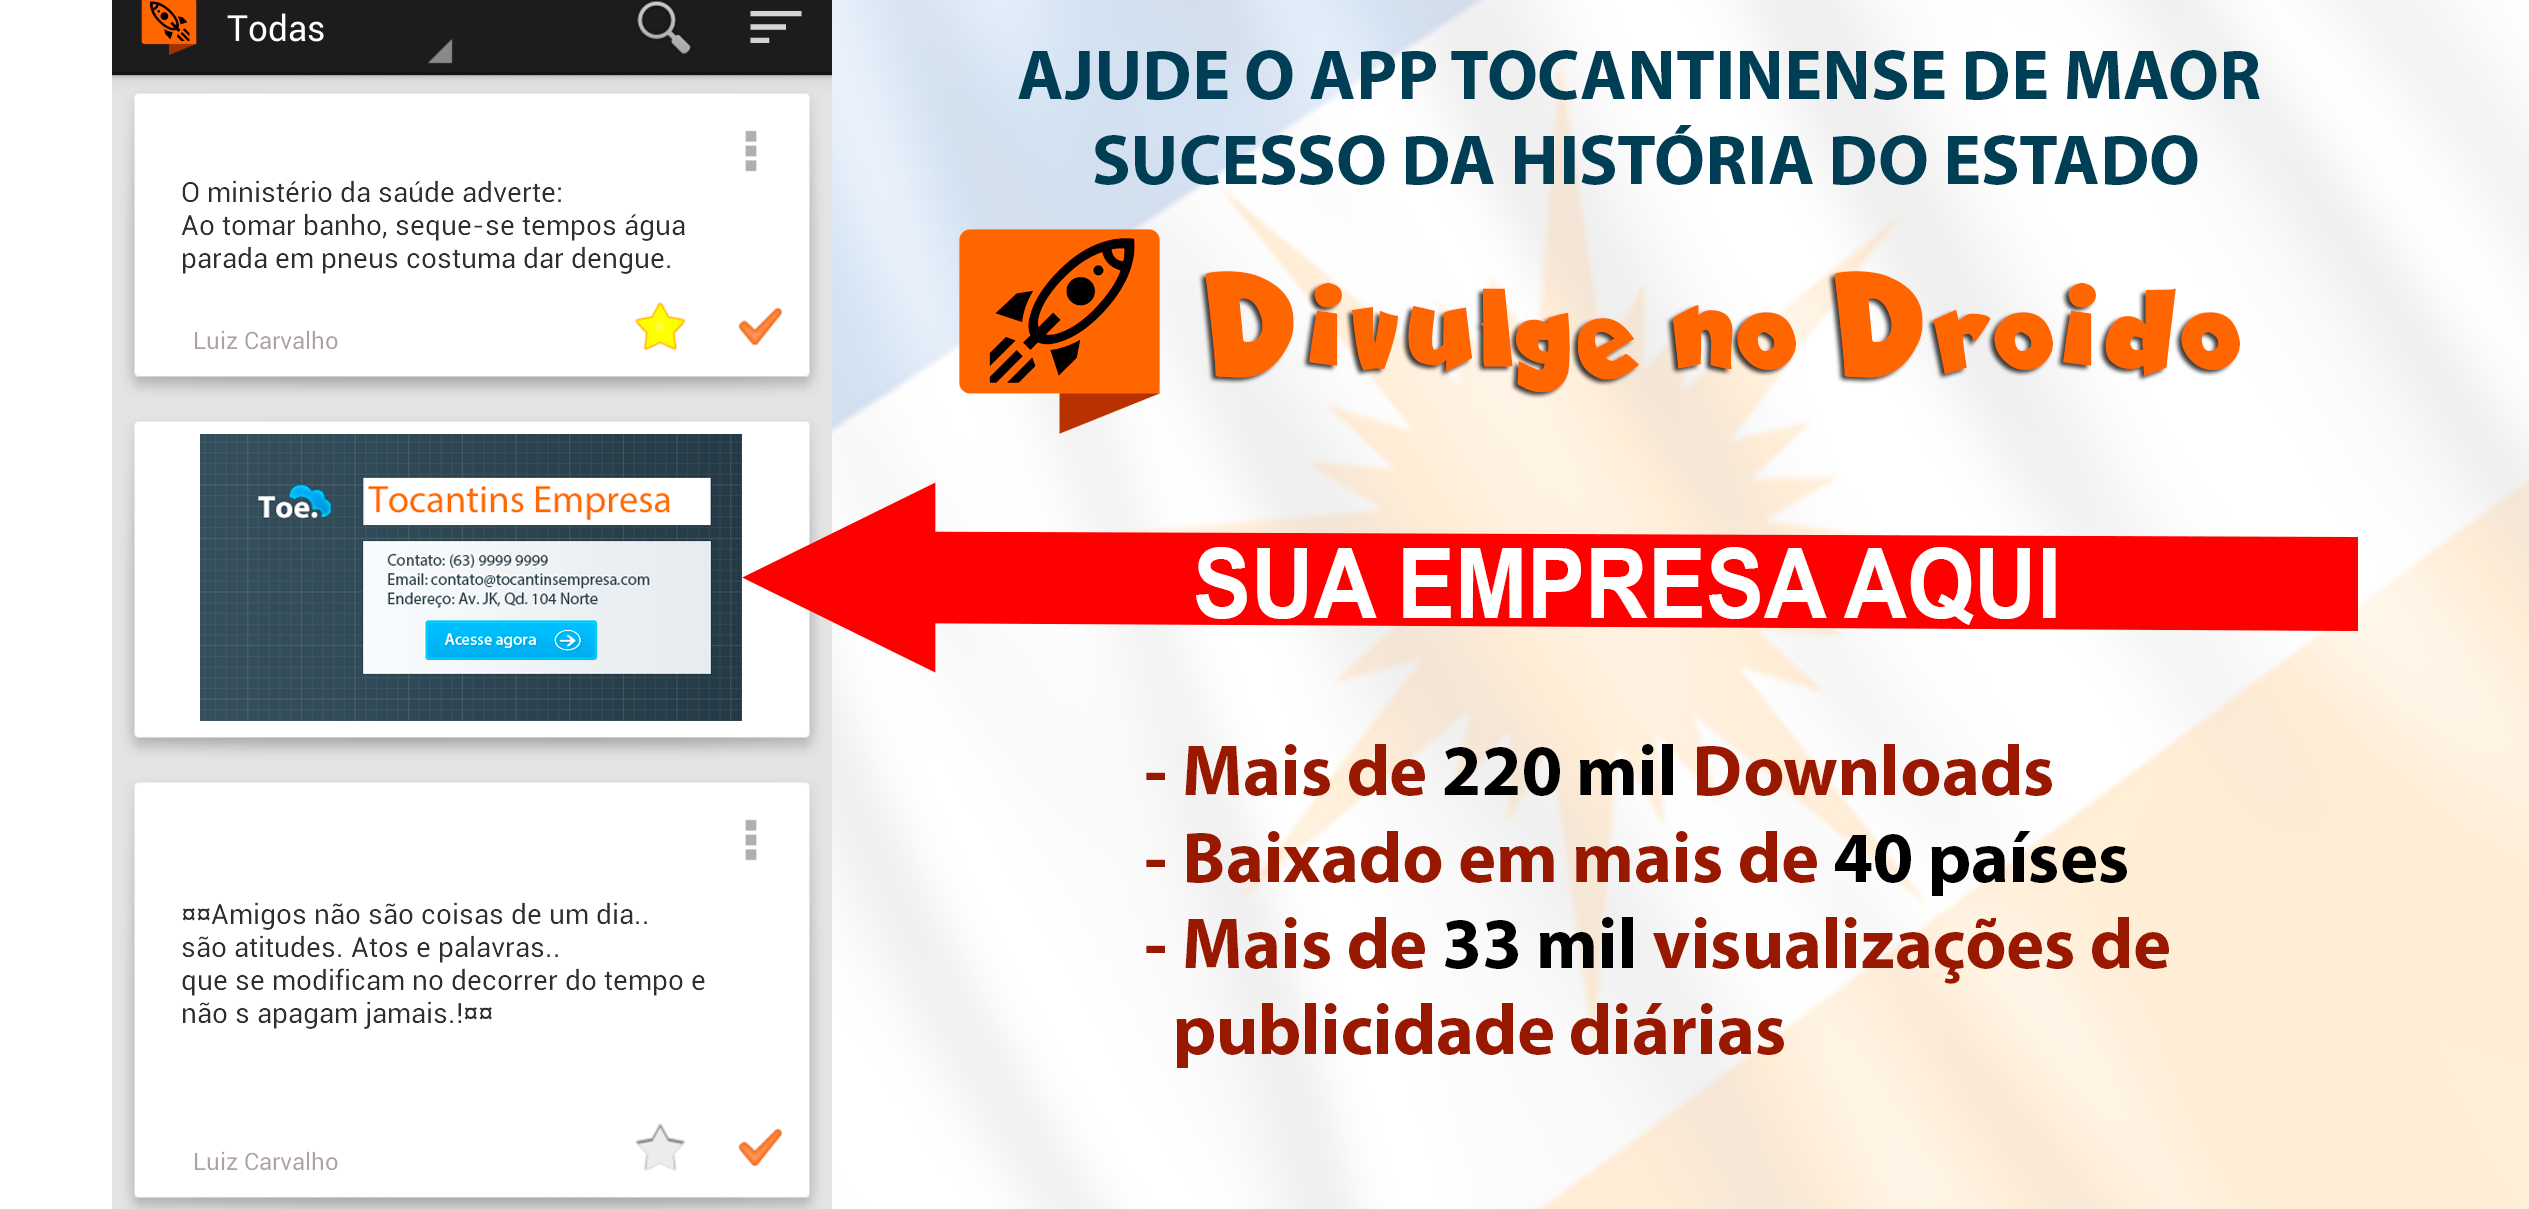 Todas
O ministério da saúde adverte:
Ao tomar banho, seque-se tempos água
parada em pneus costuma dar dengue.
Luiz Carvalho
Toe.
Tocantins Empresa
Contato: (63) 9999 9999
Email: contato@tocantinsempresa.com
Endereço: Av. JK, Qd. 104 Norte
Acesse agora
¤¤Amigos não são coisas de um dia..
são atitudes. Atos e palavras..
que se modificam no decorrer do tempo e
não s apagam jamais.!¤¤
Luiz Carvalho
AJUDE O APP TOCANTINENSE DE MAOR
SUCESSO DA HISTÓRIA DO ESTADO
Divulge no Droido
SUA EMPRESA AQUI
- Mais de 220 mil Downloads
- Baixado em mais de 40 países
- Mais de 33 mil visualizações de
publicidade diárias